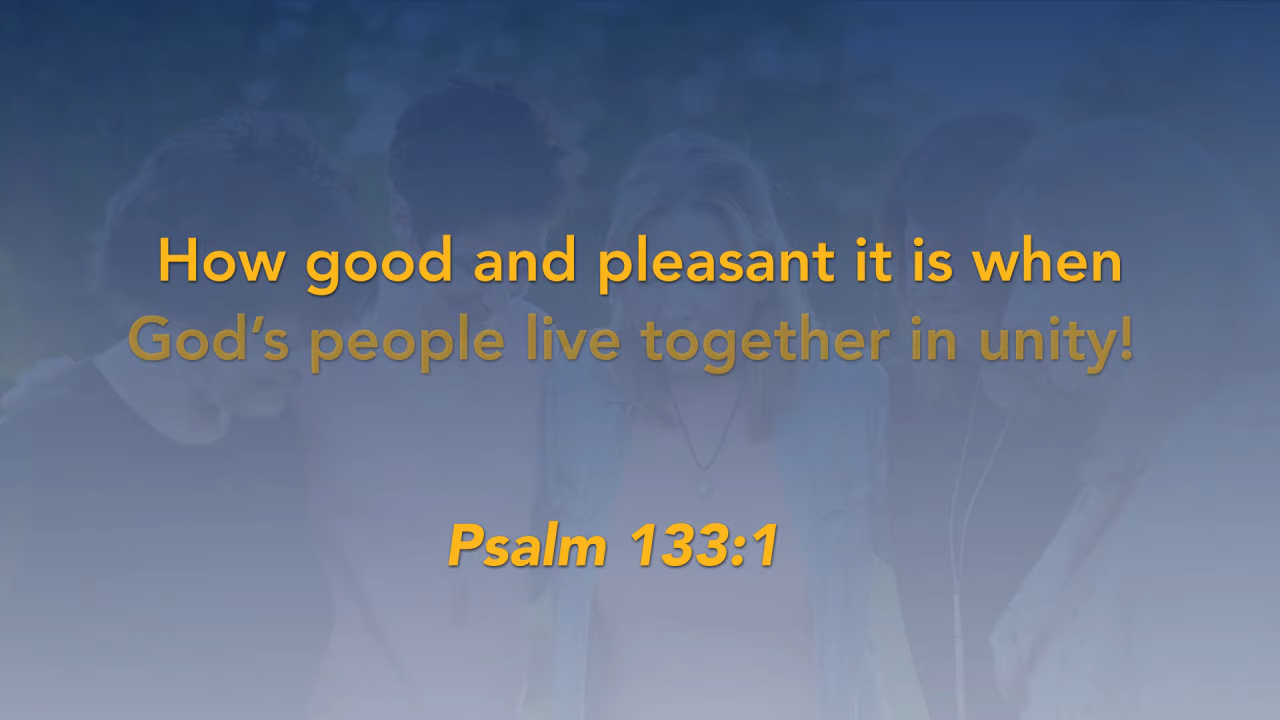 How good and pleasant it is when
God’s people live together in unity!
Psalm 133:1